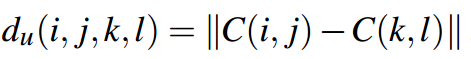 d_u(i, j, k, l) = ||C(i, j) − C(k, l)||